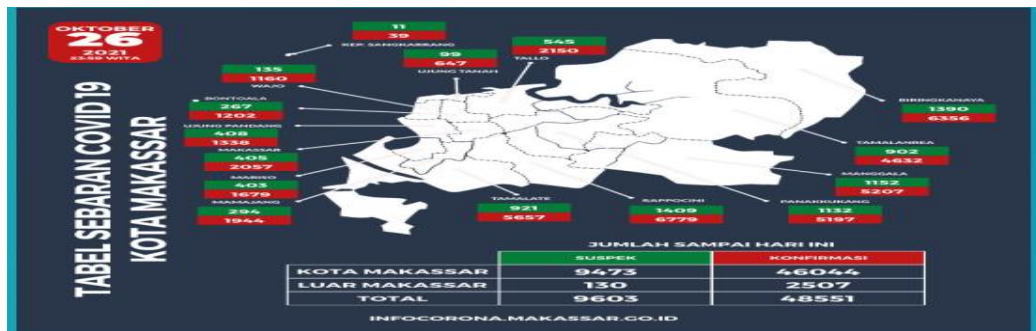 OKTOBER
26
2021
23:59 WITA
TABEL SEBARAN COVID 19
KOTA MAKASSAR
11
39
KEP. SANGKARRANG
99
647
UJUNG TANAH
545
2150
TALLO
135
1160
WAJO
BONTOALA
267
1202
UJUNG PANDANG
408
1338
MAKASSAR
405
2057
MARISO
403
1679
MAMAJANG
294
1944
TAMALATE
921
5657
RAPPOCINI
1409
6779
PANAKKUKANG
1132
5197
MANGGALA
1152
5207
TAMALANREA
902
4632
BIRINGKANAYA
1390
6356
JUMLAH SAMPAI HARI INI
SUSPEK KONFIRMASI
KOTA MAKASSAR 9473 46044
LUAR MAKASSAR 130 2507
TOTAL 9603 48551
INFOCORONA.MAKASSAR.GO.ID